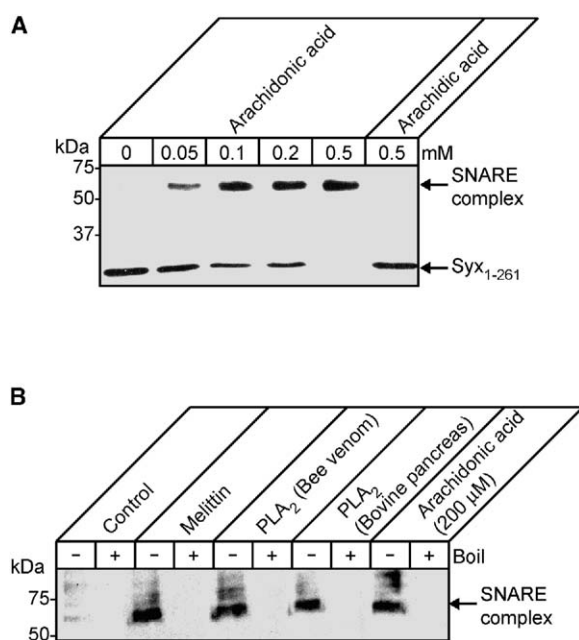 A
Arachidonic acid
Arachidic acid
kDa
0 0.05 0.1 0.2 0.5 0.5 mM
75
50
37
SNARE
complex
Syx1-261
B
Control
Melittin
PLA2 (Bee venom)
PLA2
(Bovine pancreas)
Arachidonic acid
(200 µM)
− + − + − + − + − + Boil
kDa
75
50
SNARE
complex